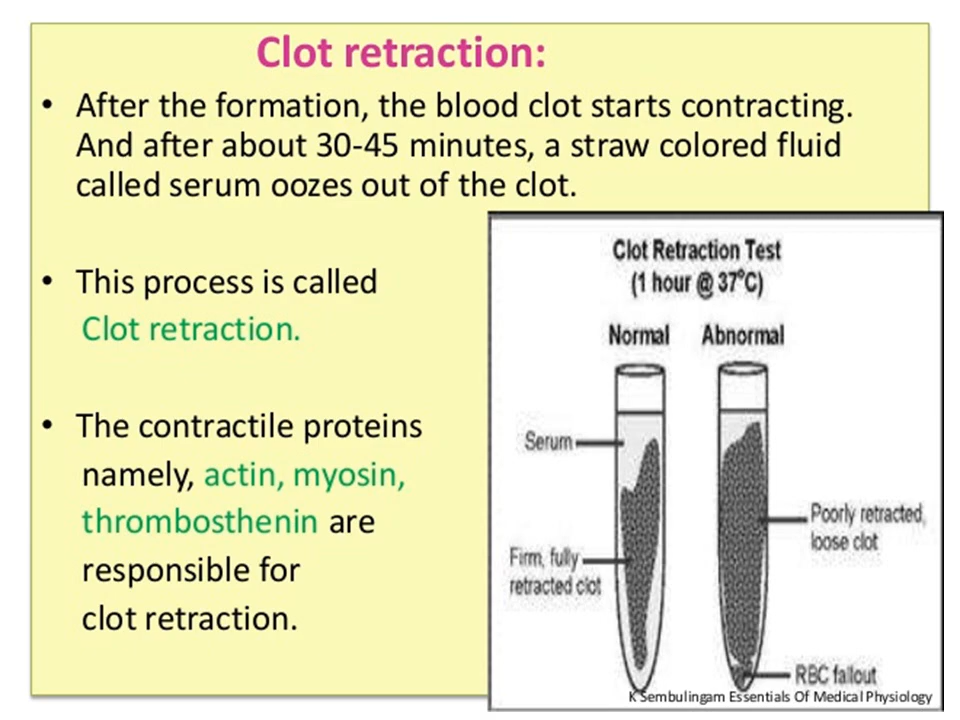 Clot retraction:
• After the formation, the blood clot starts contracting.
And after about 30-45 minutes, a straw colored fluid
called serum oozes out of the clot.
• This process is called
Clot retraction.
• The contractile proteins
namely, actin, myosin,
thrombosthenin are
responsible for
clot retraction.
Clot Retraction Test
(1 hour @ 37°C)
Normal Abnormal
Serum
Firm, fully
retracted clot
Poorly retracted,
loose clot
RBC fallout
K Sembulingam Essentials Of Medical Physiology